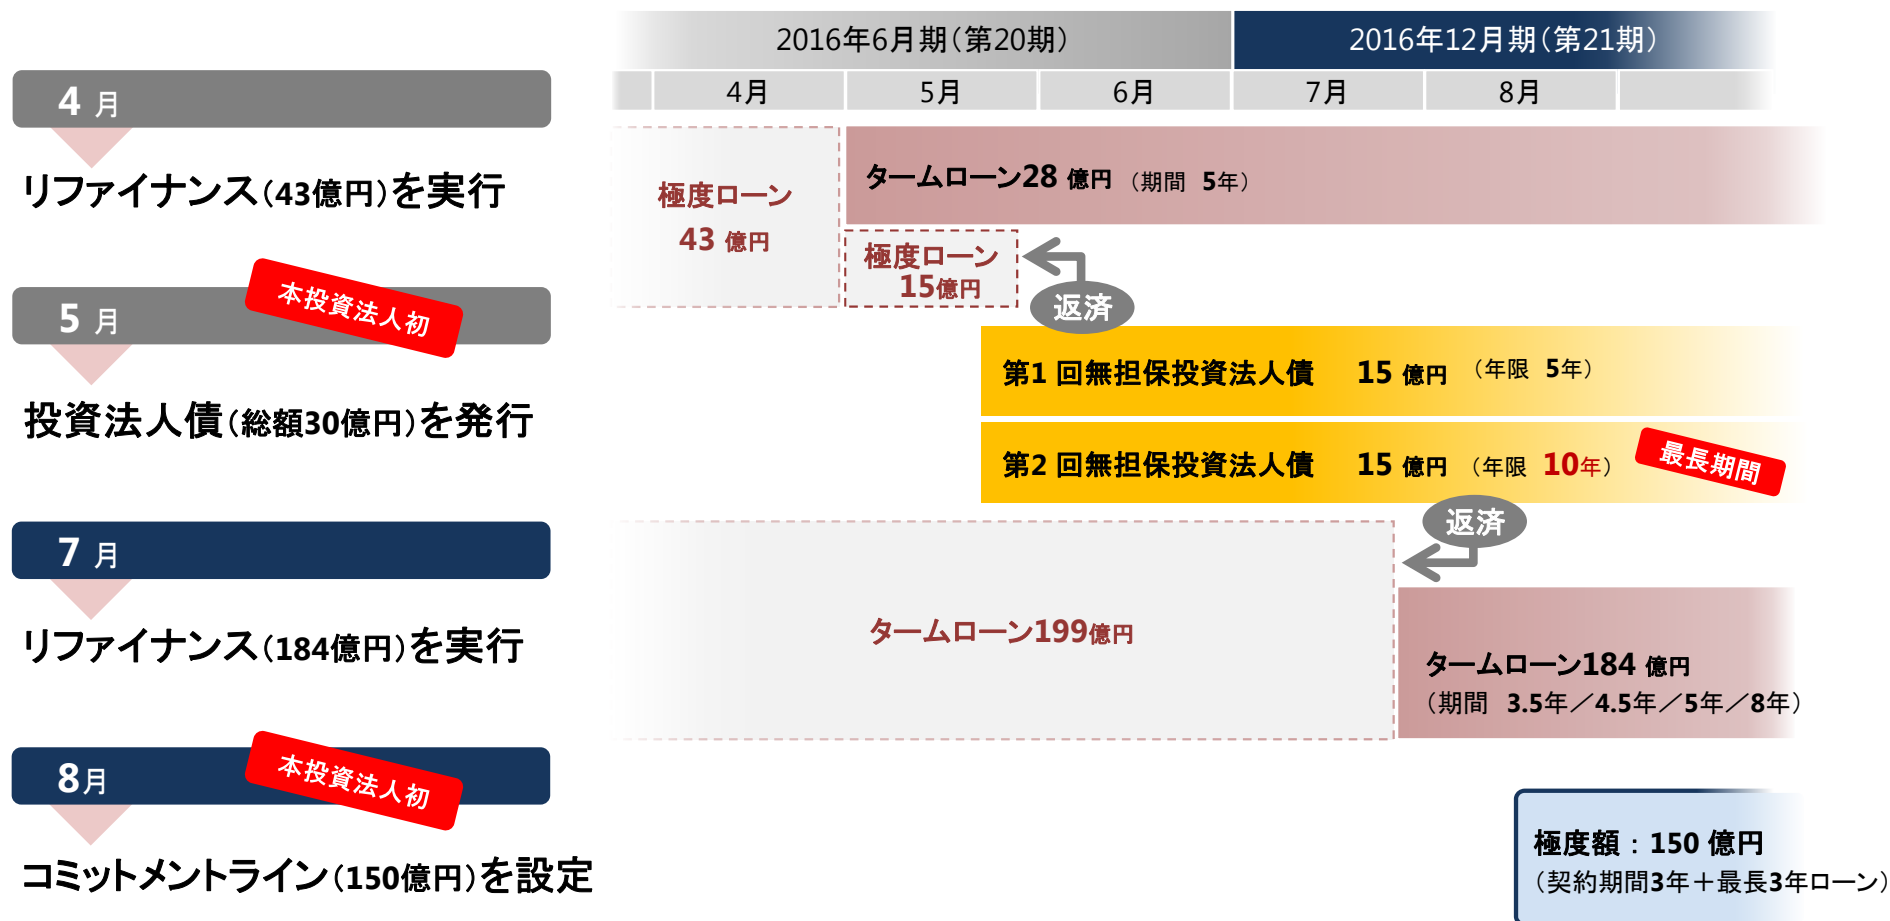 2016年6月期（第20期）
2016年12月期（第21期）
4月
5月
6月
7月
8月
4 月
リファイナンス（43億円）を実行
5 月
本投資法人初
投資法人債（総額30億円）を発行
7 月
リファイナンス（184億円）を実行
8月
本投資法人初
コミットメントライン（150億円）を設定
極度ローン
43 億円
タームローン28 億円 （期間 5年）
極度ローン
15億円
返済
第1 回無担保投資法人債 15 億円 （年限 5年）
第2 回無担保投資法人債 15 億円 （年限 10年）
最長期間
返済
タームローン199億円
タームローン184 億円
（期間 3.5年／4.5年／5年／8年）
極度額：150 億円
（契約期間3年＋最長3年ローン）